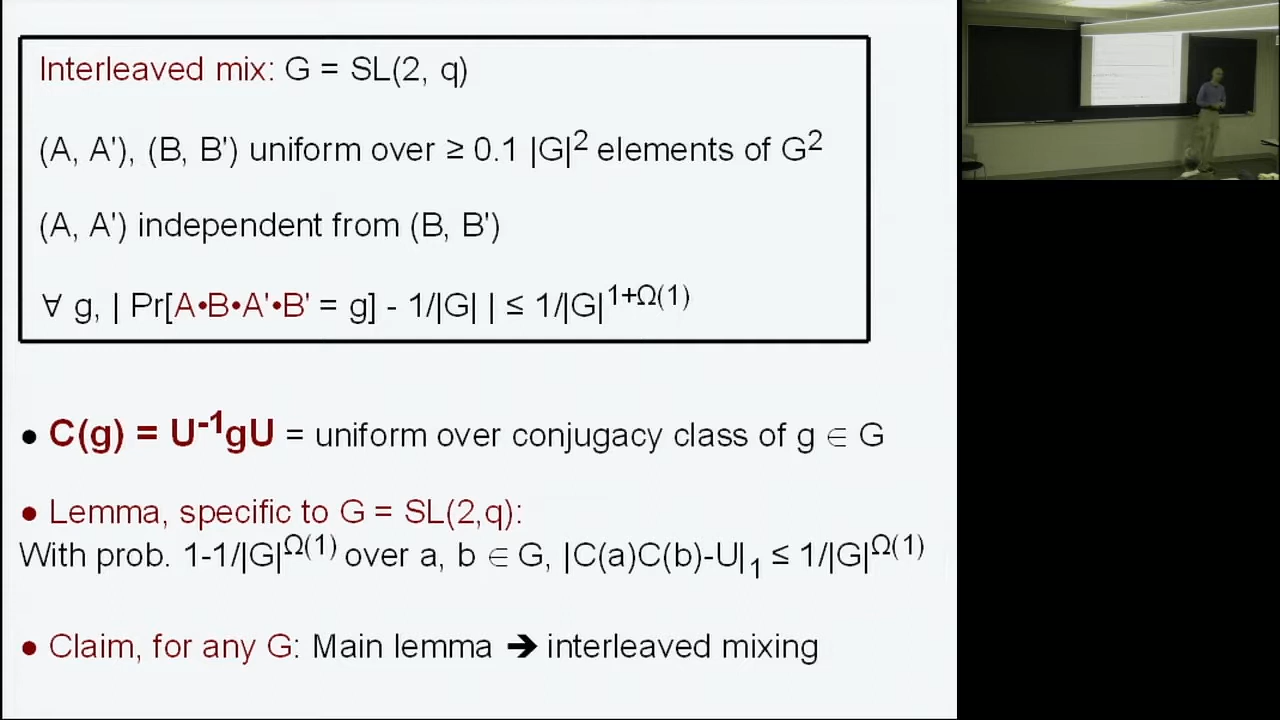 Interleaved mix: G = SL(2, q)
(A, A'), (B, B') uniform over ≥ 0.1 |G|² elements of G²
(A, A') independent from (B, B')
∀ g, | Pr[A•B•A'•B' = g] - 1/|G| | ≤ 1/|G|^{1+Ω(1)}
● C(g) = U⁻¹gU = uniform over conjugacy class of g ∈ G
● Lemma, specific to G = SL(2,q):
With prob. 1-1/|G|^{Ω(1)} over a, b ∈ G, |C(a)C(b)-U|₁ ≤ 1/|G|^{Ω(1)}
● Claim, for any G: Main lemma ➔ interleaved mixing